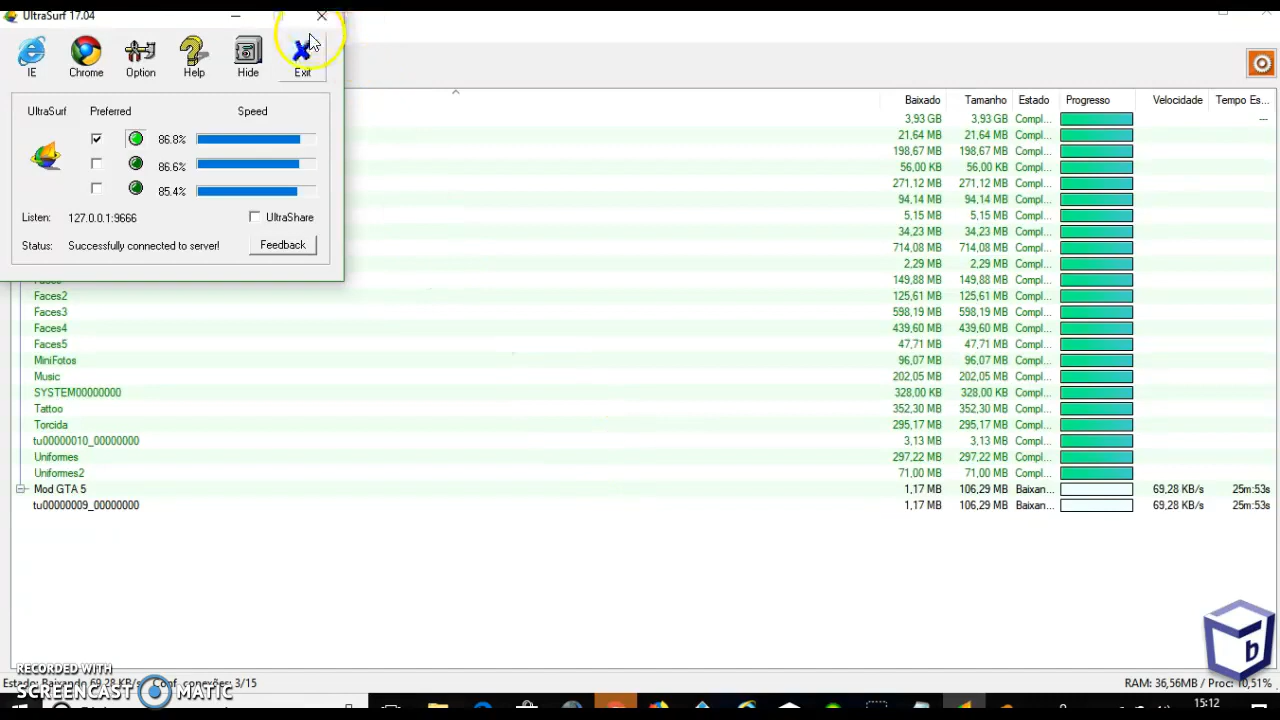 UltraSurf 17.04
IE Chrome Option Help Hide Exit
UltraSurf Preferred Speed
86.8%
86.6%
85.4%
Listen: 127.0.0.1:9666 UltraShare
Status: Successfully connected to server! Feedback
Baixado Tamanho Estado Progresso Velocidade Tempo Es...
3,93 GB 3,93 GB Compl... ---
21,64 MB 21,64 MB Compl...
198,67 MB 198,67 MB Compl...
56,00 KB 56,00 KB Compl...
271,12 MB 271,12 MB Compl...
94,14 MB 94,14 MB Compl...
5,15 MB 5,15 MB Compl...
34,23 MB 34,23 MB Compl...
714,08 MB 714,08 MB Compl...
2,29 MB 2,29 MB Compl...
149,88 MB 149,88 MB Compl...
Faces2 125,61 MB 125,61 MB Compl...
Faces3 598,19 MB 598,19 MB Compl...
Faces4 439,60 MB 439,60 MB Compl...
Faces5 47,71 MB 47,71 MB Compl...
MiniFotos 96,07 MB 96,07 MB Compl...
Music 202,05 MB 202,05 MB Compl...
SYSTEM00000000 328,00 KB 328,00 KB Compl...
Tattoo 352,30 MB 352,30 MB Compl...
Torcida 295,17 MB 295,17 MB Compl...
tu00000010_00000000 3,13 MB 3,13 MB Compl...
Uniformes 297,22 MB 297,22 MB Compl...
Uniformes2 71,00 MB 71,00 MB Compl...
Mod GTA 5 1,17 MB 106,29 MB Baixan... 69,28 KB/s 25m:53s
tu00000009_00000000 1,17 MB 106,29 MB Baixan... 69,28 KB/s 25m:53s
b
RECORDED WITH
Estado: Baixando 69,28 KB/s Conf. conexões: 3/15 RAM: 36,56MB / Proc: 10,51%
SCREENCAST MATIC
15:12